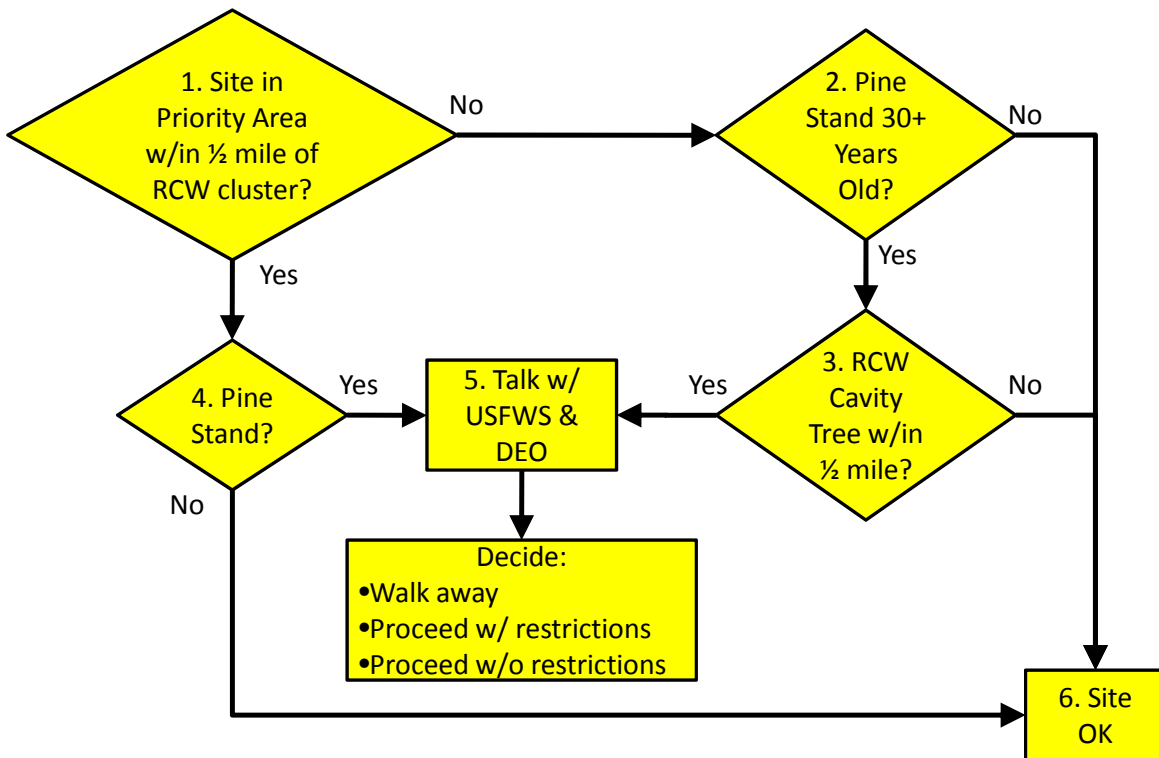 1. Site in
Priority Area
w/in ½ mile of
RCW cluster?
No
2. Pine
Stand 30+
Years
Old?
No
Yes
Yes
4. Pine
Stand?
Yes
5. Talk w/
USFWS &
DEO
Yes
3. RCW
Cavity
Tree w/in
½ mile?
No
No
Decide:
•Walk away
•Proceed w/ restrictions
•Proceed w/o restrictions
6. Site
OK